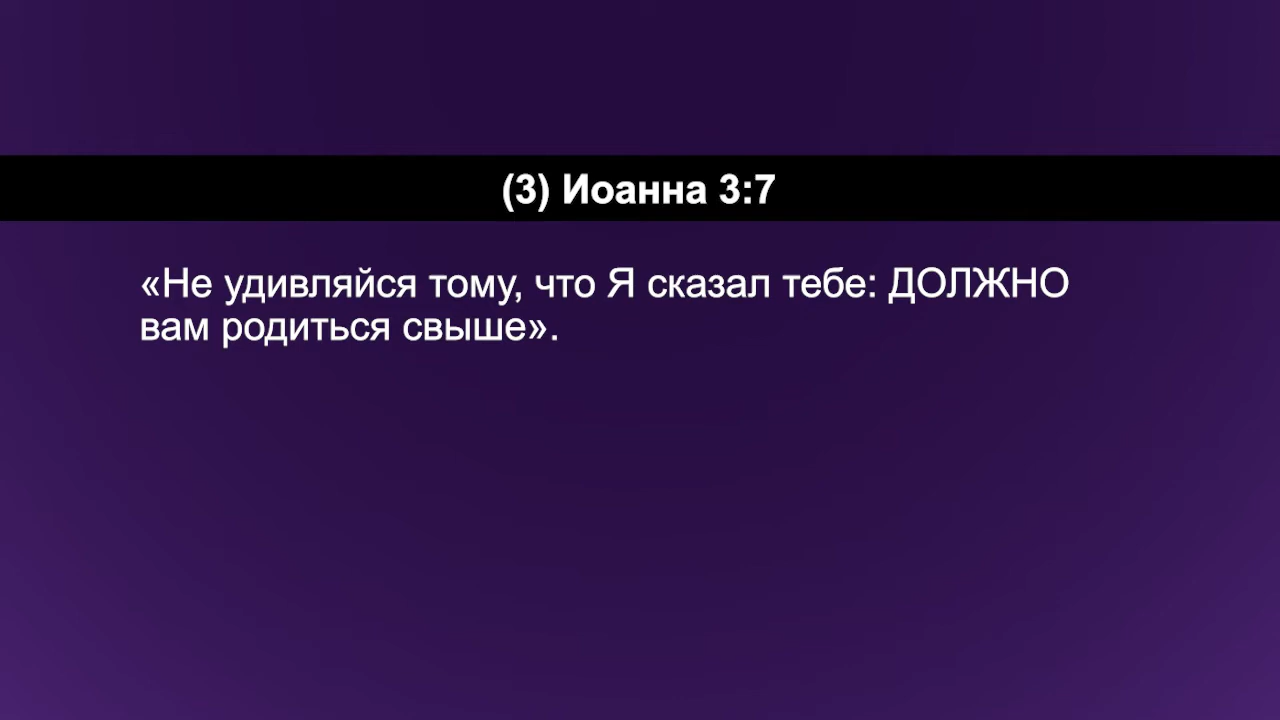 (3) Иоанна 3:7
«Не удивляйся тому, что Я сказал тебе: ДОЛЖНО
вам родиться свыше».